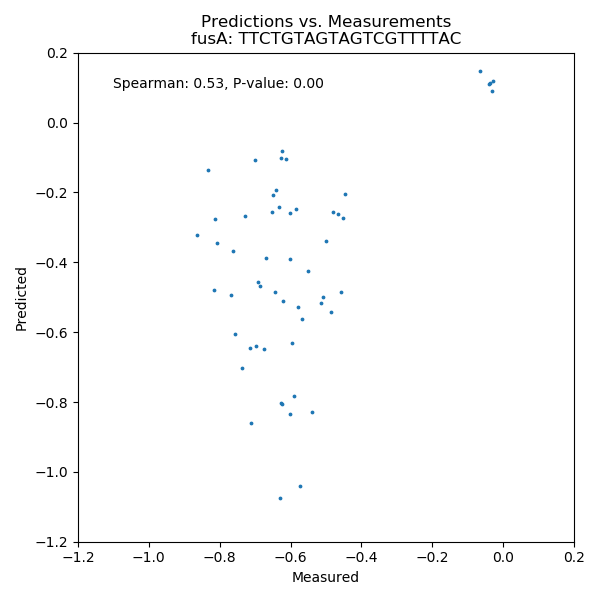 Predictions vs. Measurements
fusA: TTCTGTAGTAGTCGTTTTAC
0.2
Spearman: 0.53, P-value: 0.00
0.0
−0.2
−0.4
Predicted
−0.6
−0.8
−1.0
−1.2
−1.2 −1.0 −0.8 −0.6 −0.4 −0.2 0.0 0.2
Measured